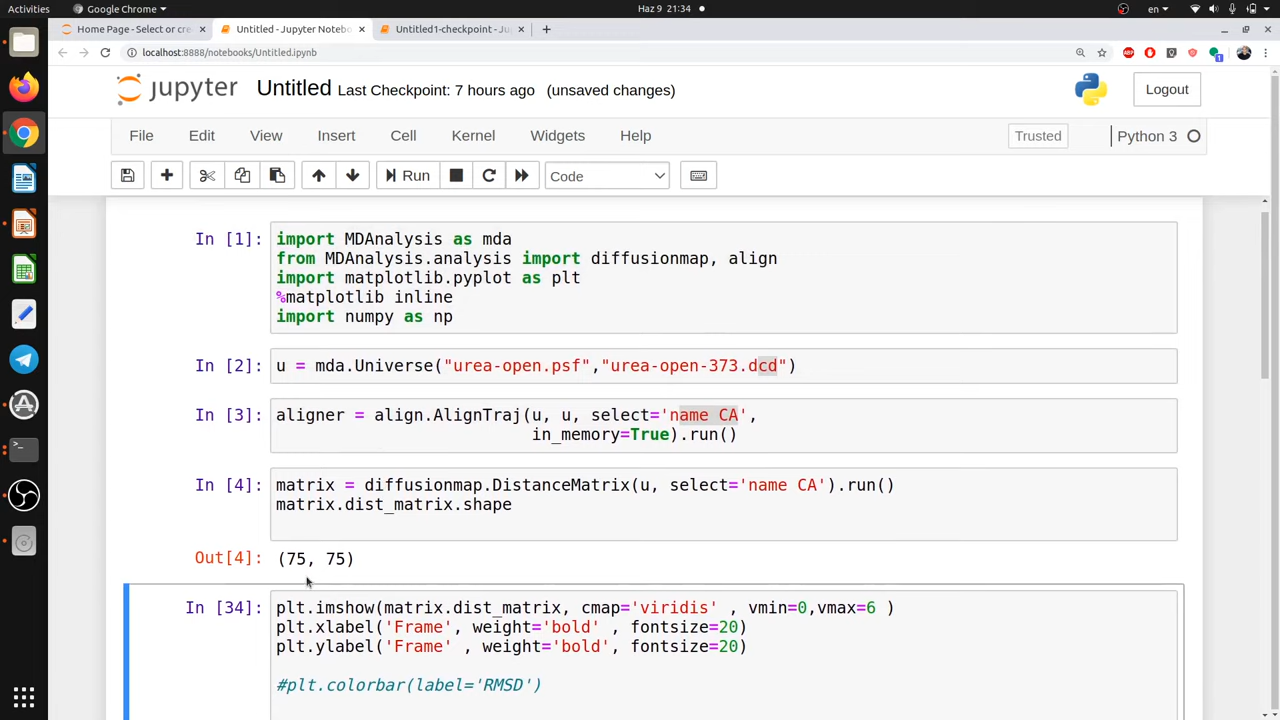 Activities
Google Chrome
Haz 9 21:34
en
Home Page - Select or cre
Untitled - Jupyter Noteb
Untitled1-checkpoint - Ju
localhost:8888/notebooks/Untitled.ipynb
jupyter Untitled Last Checkpoint: 7 hours ago (unsaved changes)
Logout
File Edit View Insert Cell Kernel Widgets Help
Trusted
Python 3
Run
Code
In [1]:
import MDAnalysis as mda
from MDAnalysis.analysis import diffusionmap, align
import matplotlib.pyplot as plt
%matplotlib inline
import numpy as np
In [2]:
u = mda.Universe("urea-open.psf","urea-open-373.dcd")
In [3]:
aligner = align.AlignTraj(u, u, select='name CA',
in_memory=True).run()
In [4]:
matrix = diffusionmap.DistanceMatrix(u, select='name CA').run()
matrix.dist_matrix.shape
Out[4]:
(75, 75)
In [34]:
plt.imshow(matrix.dist_matrix, cmap='viridis' , vmin=0,vmax=6 )
plt.xlabel('Frame', weight='bold' , fontsize=20)
plt.ylabel('Frame' , weight='bold', fontsize=20)
#plt.colorbar(label='RMSD')